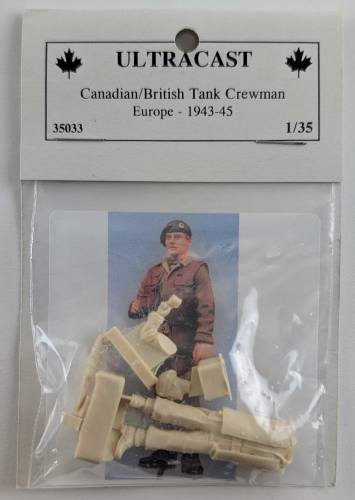 ULTRACAST
Canadian/British Tank Crewman
Europe - 1943-45
35033
1/35